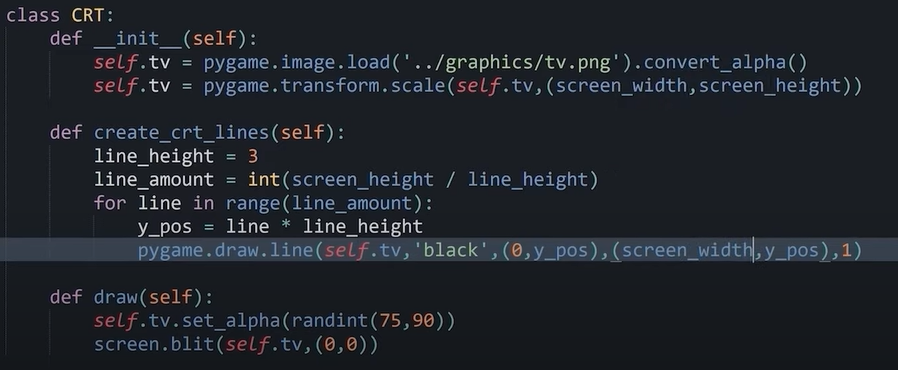 class CRT:
    def __init__(self):
        self.tv = pygame.image.load('../graphics/tv.png').convert_alpha()
        self.tv = pygame.transform.scale(self.tv,(screen_width,screen_height))

    def create_crt_lines(self):
        line_height = 3
        line_amount = int(screen_height / line_height)
        for line in range(line_amount):
            y_pos = line * line_height
            pygame.draw.line(self.tv,'black',(0,y_pos),(screen_width,y_pos),1)

    def draw(self):
        self.tv.set_alpha(randint(75,90))
        screen.blit(self.tv,(0,0))